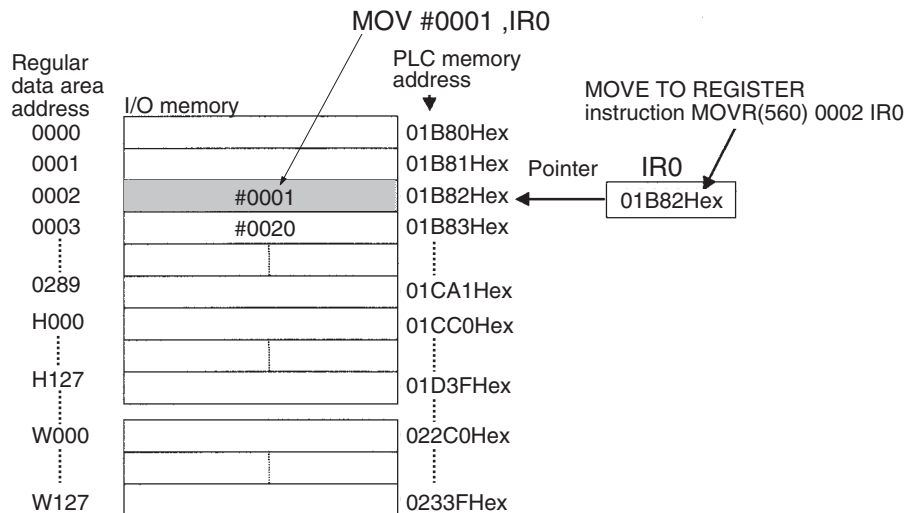 MOV #0001 ,IR0
Regular
data area
address
I/O memory
PLC memory
address
MOVE TO REGISTER
instruction MOVR(560) 0002 IR0
0000
01B80Hex
0001
01B81Hex
Pointer
IR0
0002
#0001
01B82Hex
01B82Hex
0003
#0020
01B83Hex
0289
01CA1Hex
H000
01CC0Hex
H127
01D3FHex
W000
022C0Hex
W127
0233FHex